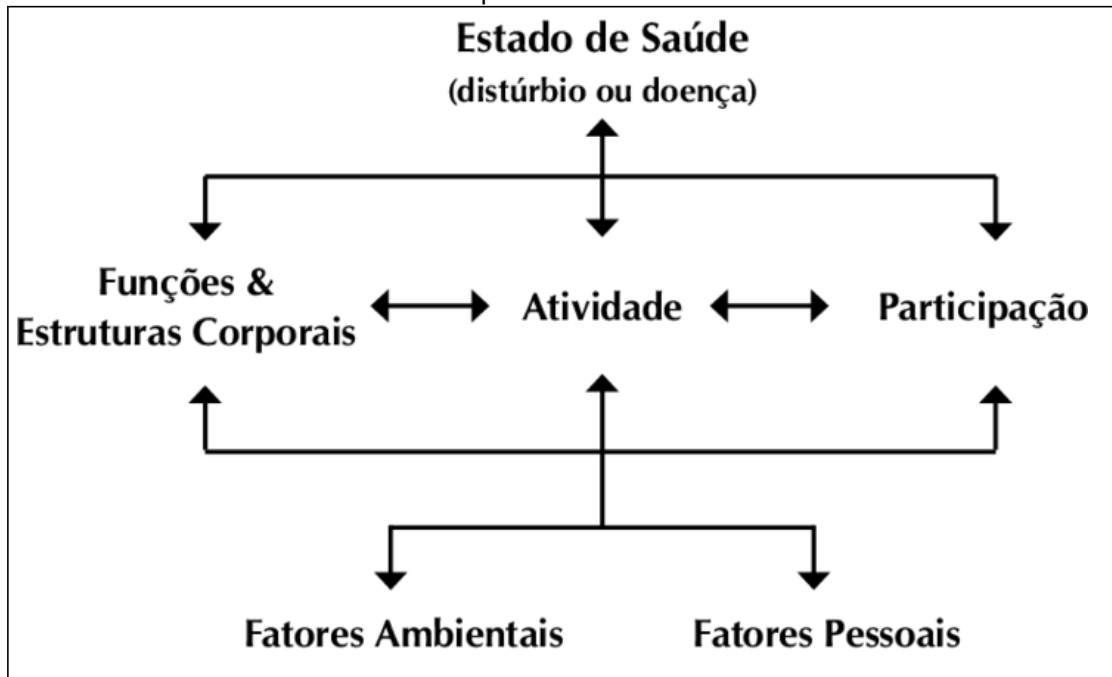 Estado de Saúde
(distúrbio ou doença)
Funções &
Estruturas Corporais
Atividade
Participação
Fatores Ambientais
Fatores Pessoais